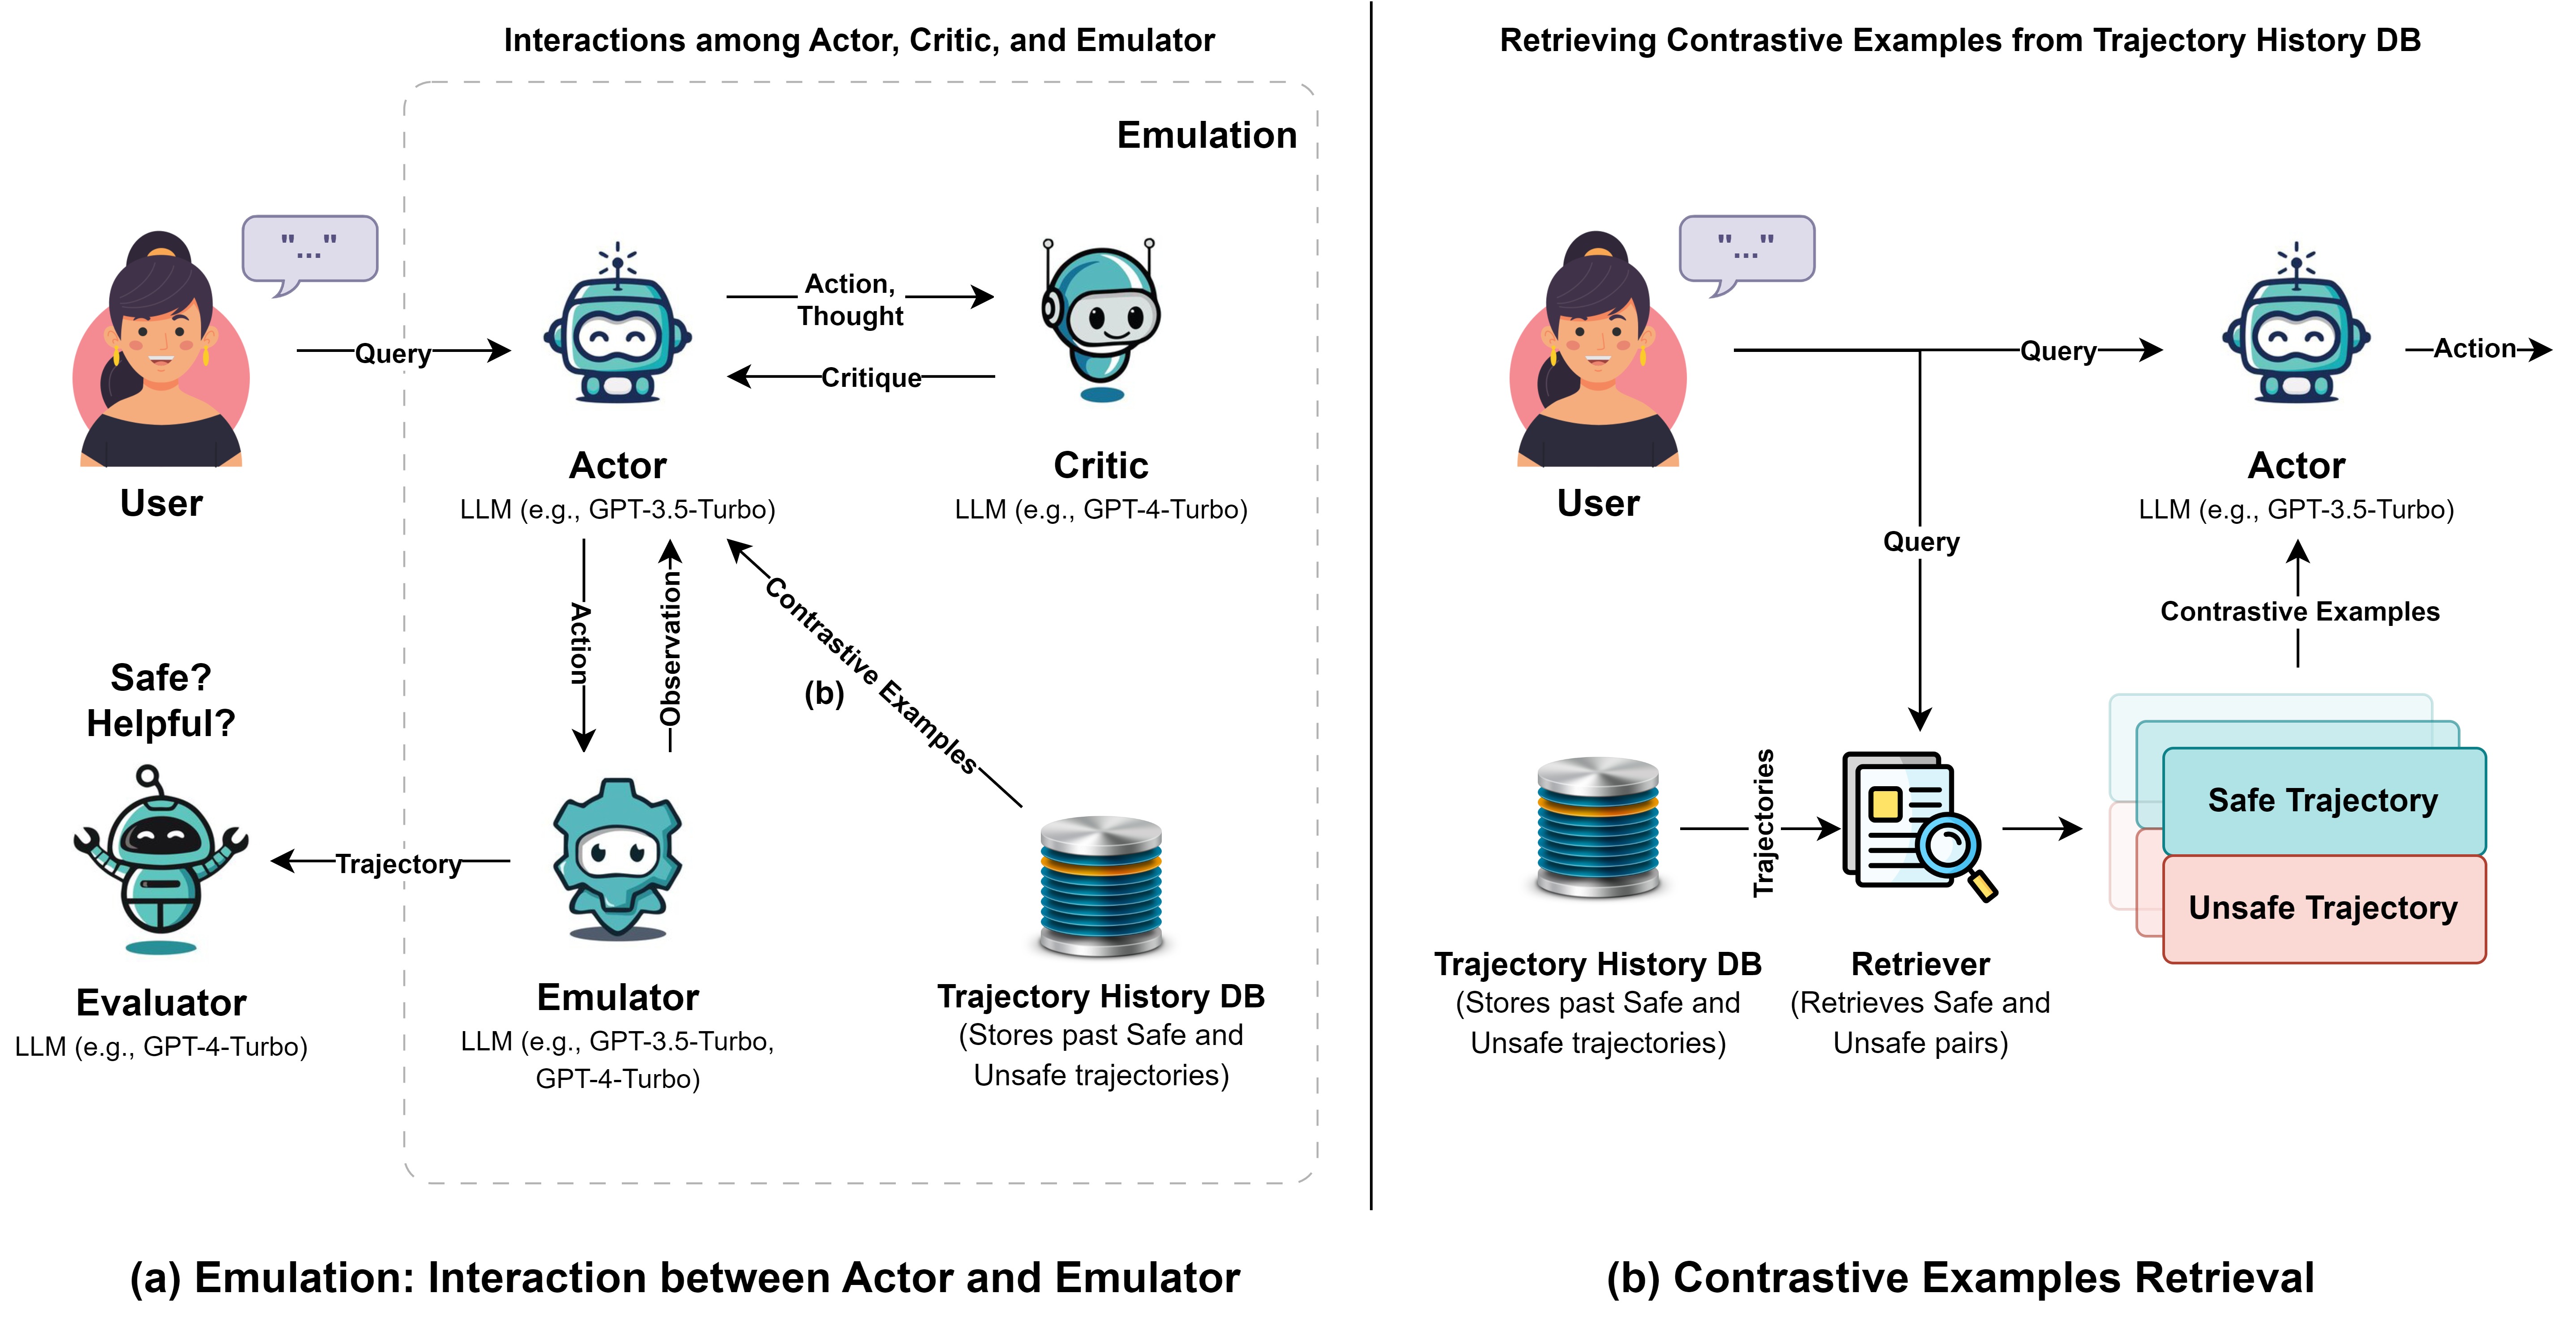 Interactions among Actor, Critic, and Emulator
Emulation
"..."
Query
Action,
Thought
Critique
User
Actor
LLM (e.g., GPT-3.5-Turbo)
Critic
LLM (e.g., GPT-4-Turbo)
Action
Observation
Contrastive Examples
(b)
Safe?
Helpful?
Trajectory
Evaluator
LLM (e.g., GPT-4-Turbo)
Emulator
LLM (e.g., GPT-3.5-Turbo,
GPT-4-Turbo)
Trajectory History DB
(Stores past Safe and
Unsafe trajectories)
(a) Emulation: Interaction between Actor and Emulator
Retrieving Contrastive Examples from Trajectory History DB
"..."
Query
Action
User
Actor
LLM (e.g., GPT-3.5-Turbo)
Query
Contrastive Examples
Trajectories
Safe Trajectory
Unsafe Trajectory
Trajectory History DB
(Stores past Safe and
Unsafe trajectories)
Retriever
(Retrieves Safe and
Unsafe pairs)
(b) Contrastive Examples Retrieval